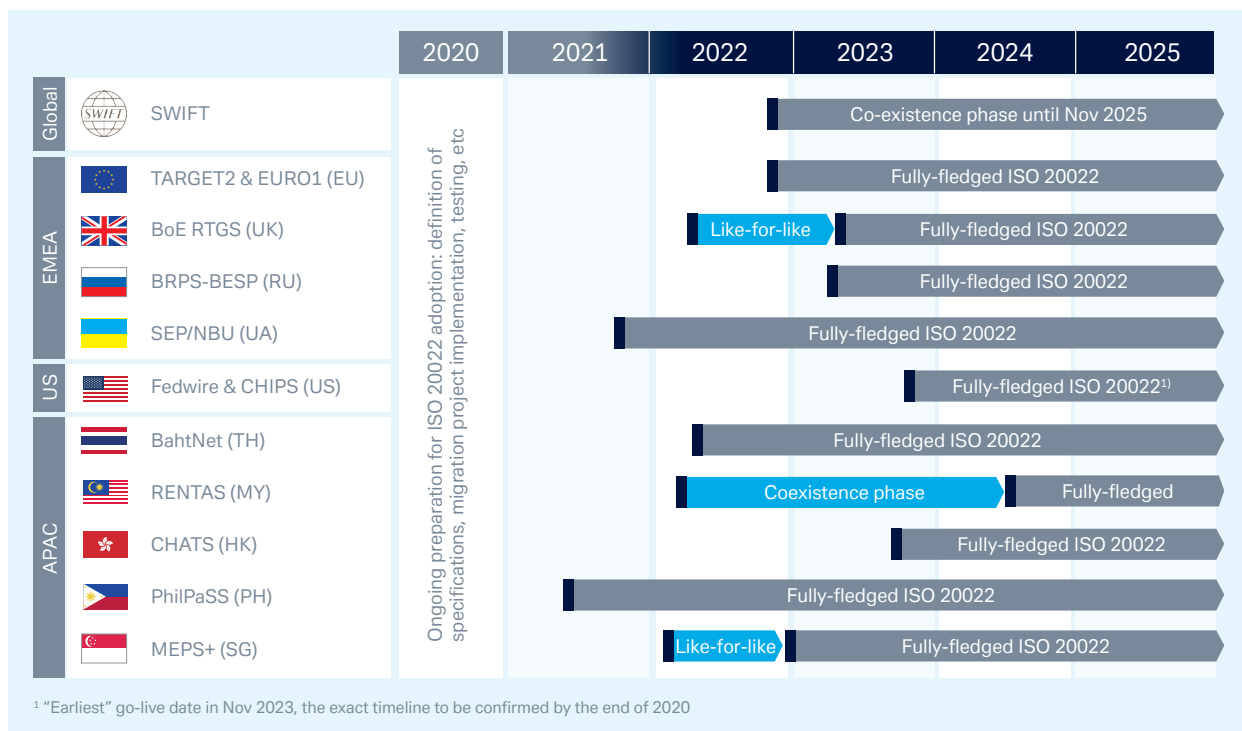 2020 2021 2022 2023 2024 2025
Global
SWIFT
SWIFT
Co-existence phase until Nov 2025
EMEA
TARGET2 & EURO1 (EU)
Fully-fledged ISO 20022
BoE RTGS (UK)
Like-for-like
Fully-fledged ISO 20022
BRPS-BESP (RU)
Fully-fledged ISO 20022
SEP/NBU (UA)
Fully-fledged ISO 20022
US
Fedwire & CHIPS (US)
Fully-fledged ISO 20022¹⁾
APAC
BahtNet (TH)
Fully-fledged ISO 20022
RENTAS (MY)
Coexistence phase
Fully-fledged
CHATS (HK)
Fully-fledged ISO 20022
PhilPaSS (PH)
Fully-fledged ISO 20022
MEPS+ (SG)
Like-for-like
Fully-fledged ISO 20022
Ongoing preparation for ISO 20022 adoption: definition of
specifications, migration project implementation, testing, etc
¹ “Earliest” go-live date in Nov 2023, the exact timeline to be confirmed by the end of 2020